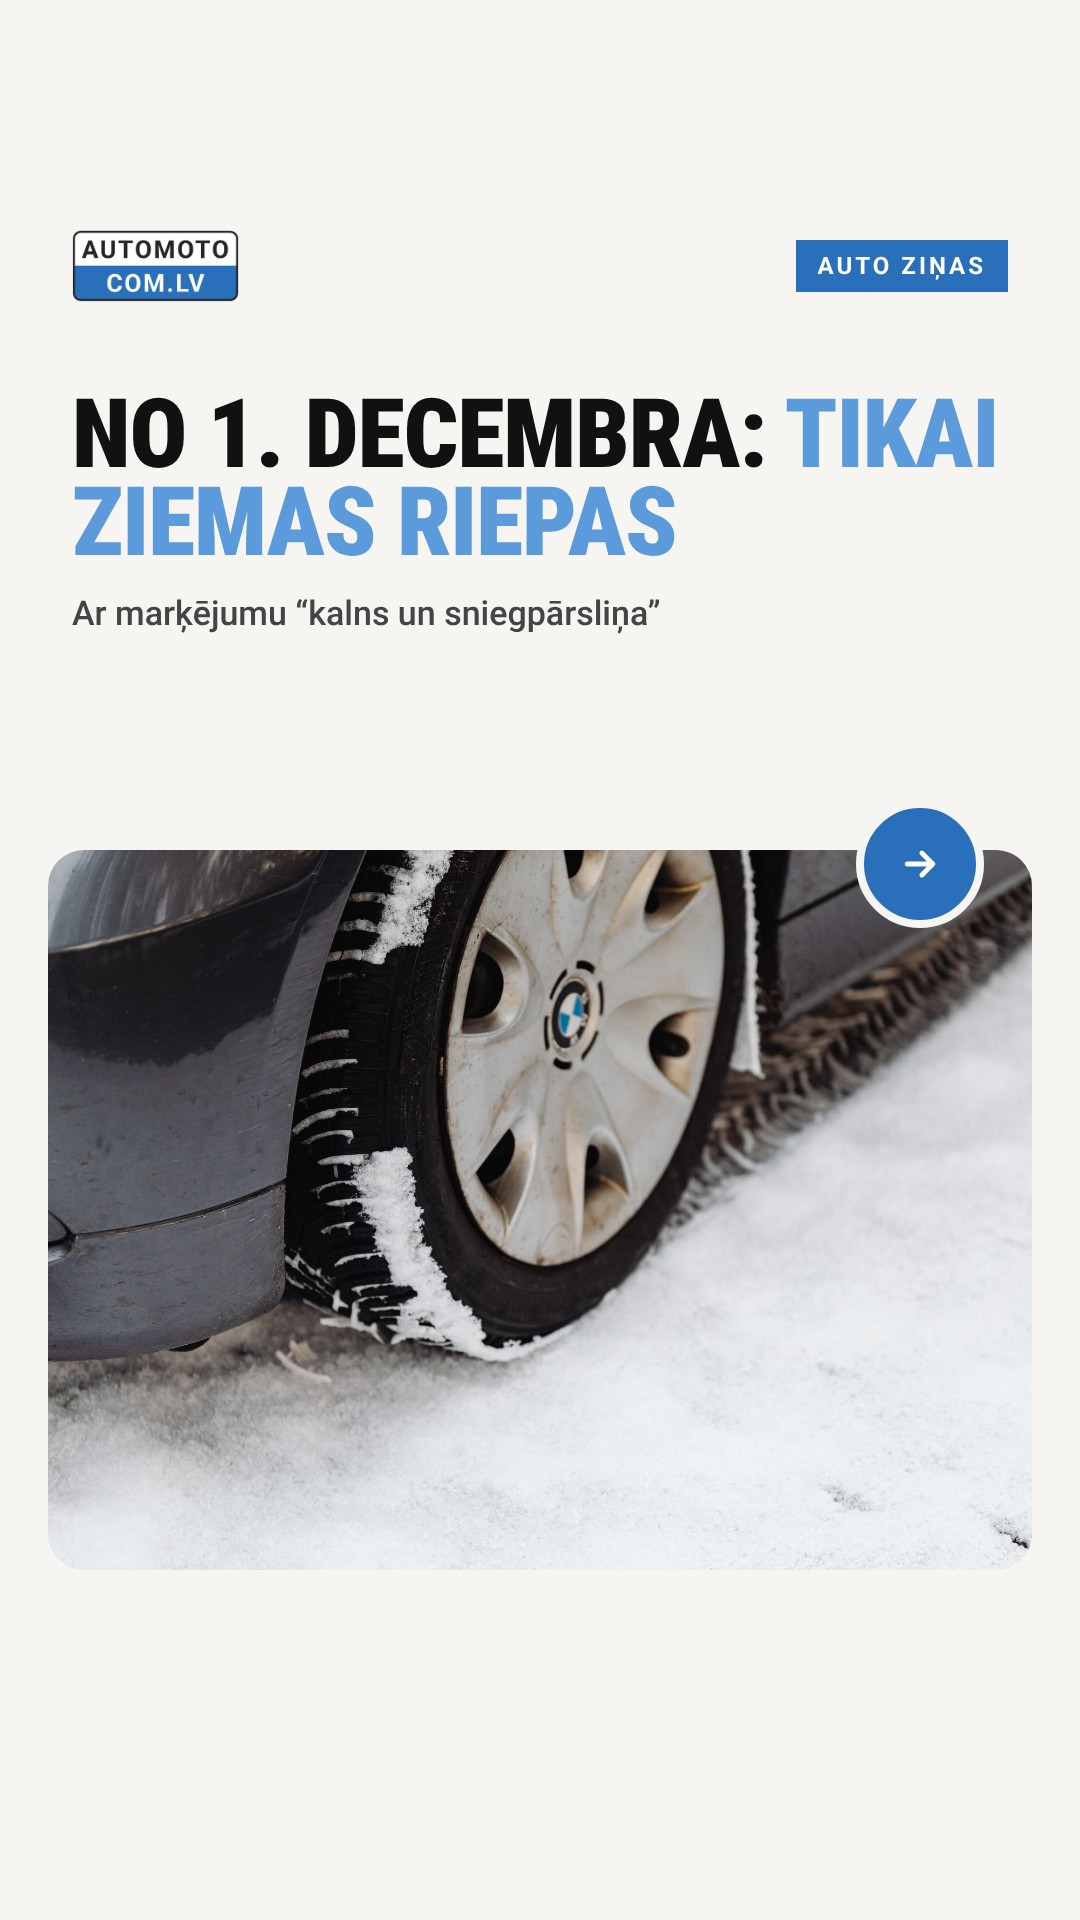 AUTOMOTO
COM.LV
AUTO ZIŅAS
NO 1. DECEMBRA: TIKAI
ZIEMAS RIEPAS
Ar marķējumu “kalns un sniegpārsliņa”